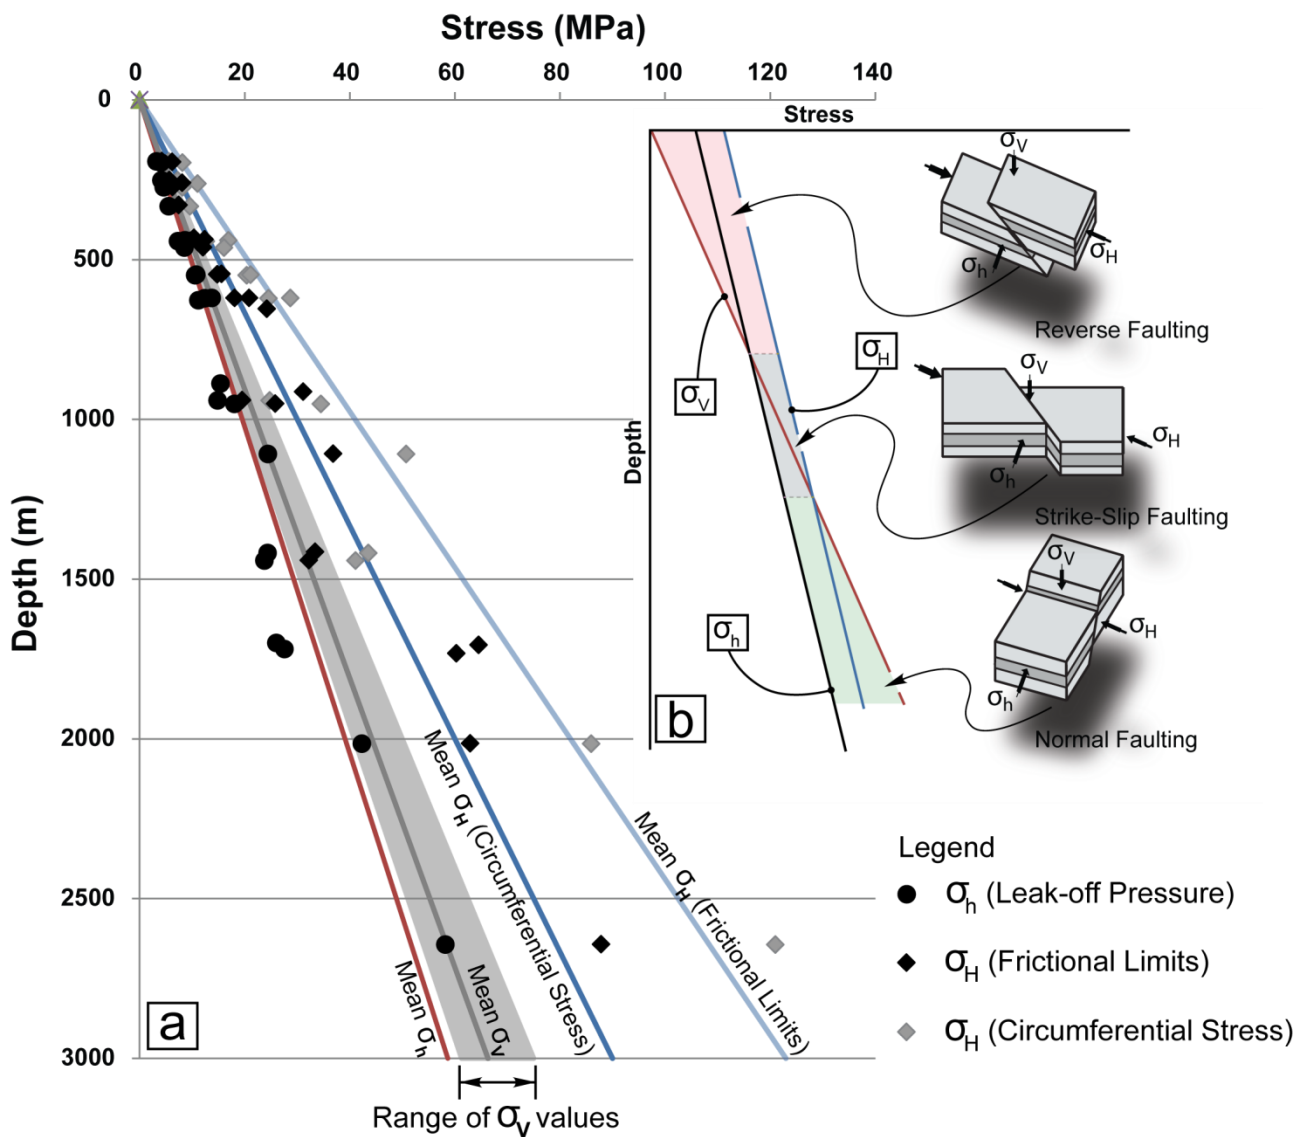 Stress (MPa)
0 20 40 60 80 100 120 140
0
500
1000
1500
2000
2500
3000
Depth (m)
Mean σh
Mean σV
Mean σH (Circumferential Stress)
Mean σH (Frictional Limits)
a
Range of σV values
Stress
Depth
σV
σH
σh
b
σV
σH
σh
Reverse Faulting
σV
σH
σh
Strike-Slip Faulting
σV
σH
σh
Normal Faulting
Legend
σh (Leak-off Pressure)
σH (Frictional Limits)
σH (Circumferential Stress)